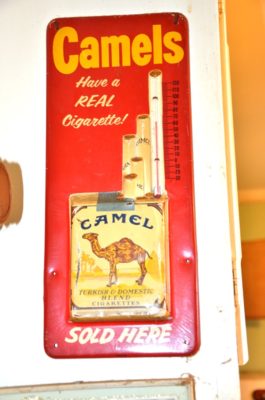 Camels
Have a
REAL
Cigarette!
CAMEL
TURKISH & DOMESTIC
BLEND
CIGARETTES
SOLD HERE